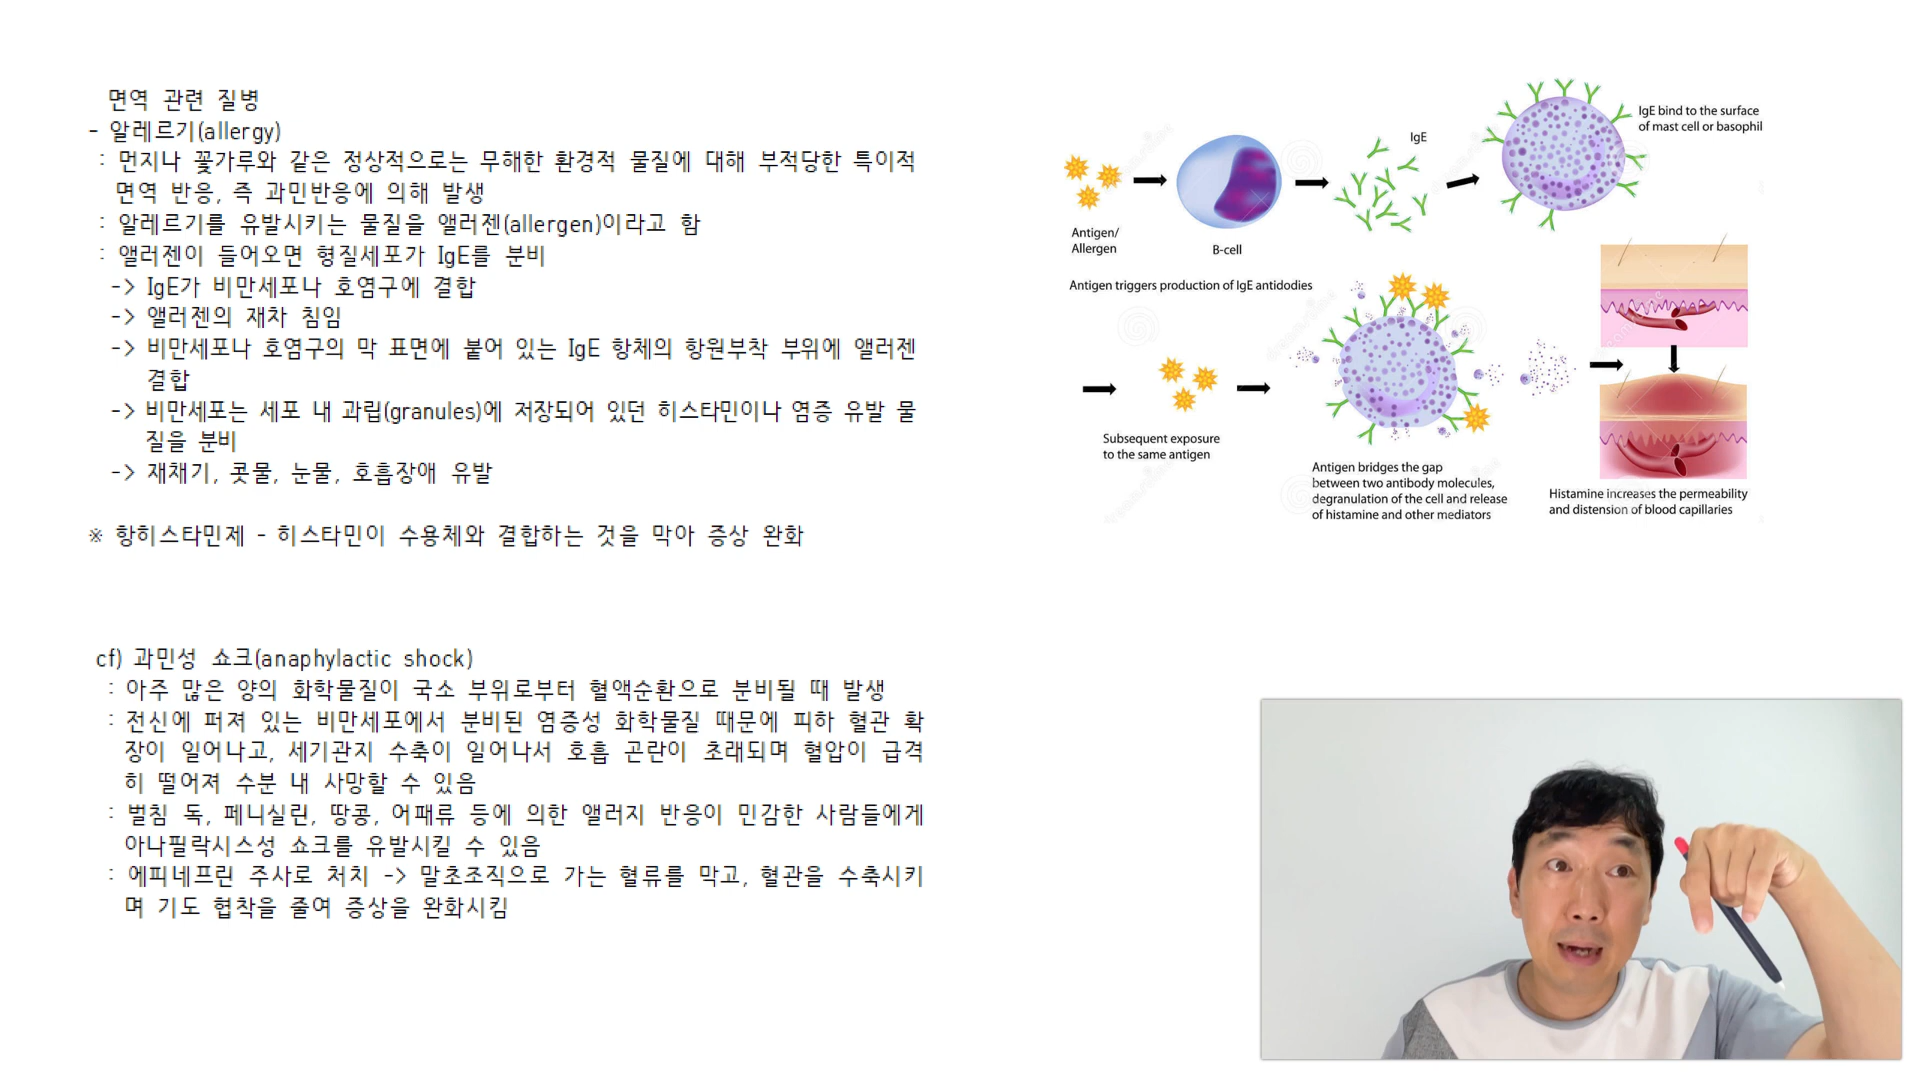 면역 관련 질병
- 알레르기(allergy)
: 먼지나 꽃가루와 같은 정상적으로는 무해한 환경적 물질에 대해 부적당한 특이적
면역 반응, 즉 과민반응에 의해 발생
: 알레르기를 유발시키는 물질을 앨러젠(allergen)이라고 함
: 앨러젠이 들어오면 형질세포가 IgE를 분비
-> IgE가 비만세포나 호염구에 결합
-> 앨러젠의 재차 침임
-> 비만세포나 호염구의 막 표면에 붙어 있는 IgE 항체의 항원부착 부위에 앨러젠
결합
-> 비만세포는 세포 내 과립(granules)에 저장되어 있던 히스타민이나 염증 유발 물
질을 분비
-> 재채기, 콧물, 눈물, 호흡장애 유발
※ 항히스타민제 - 히스타민이 수용체와 결합하는 것을 막아 증상 완화
cf) 과민성 쇼크(anaphylactic shock)
: 아주 많은 양의 화학물질이 국소 부위로부터 혈액순환으로 분비될 때 발생
: 전신에 퍼져 있는 비만세포에서 분비된 염증성 화학물질 때문에 피하 혈관 확
장이 일어나고, 세기관지 수축이 일어나서 호흡 곤란이 초래되며 혈압이 급격
히 떨어져 수분 내 사망할 수 있음
: 벌침 독, 페니실린, 땅콩, 어패류 등에 의한 앨러지 반응이 민감한 사람들에게
아나필락시스성 쇼크를 유발시킬 수 있음
: 에피네프린 주사로 처치 -> 말초조직으로 가는 혈류를 막고, 혈관을 수축시키
며 기도 협착을 줄여 증상을 완화시킴
Antigen/
Allergen
B-cell
IgE
IgE bind to the surface
of mast cell or basophil
Antigen triggers production of IgE antidodies
Subsequent exposure
to the same antigen
Antigen bridges the gap
between two antibody molecules,
degranulation of the cell and release
of histamine and other mediators
Histamine increases the permeability
and distension of blood capillaries